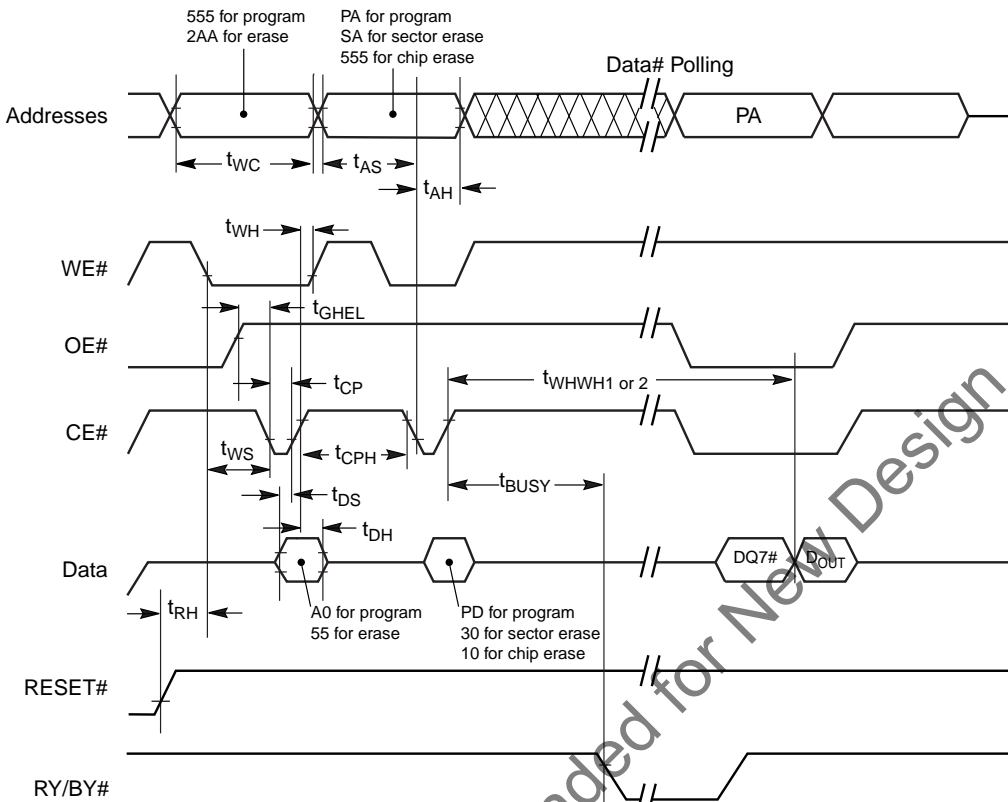 555 for program
2AA for erase
PA for program
SA for sector erase
555 for chip erase
Data# Polling
Addresses
PA
tWC
tAS
tAH
tWH
WE#
tGHEL
OE#
tCP
tWHWH1 or 2
CE#
tWS
tCPH
tDS
tBUSY
tDH
Data
DQ7#
DOUT
tRH
A0 for program
55 for erase
PD for program
30 for sector erase
10 for chip erase
RESET#
RY/BY#
for New Design